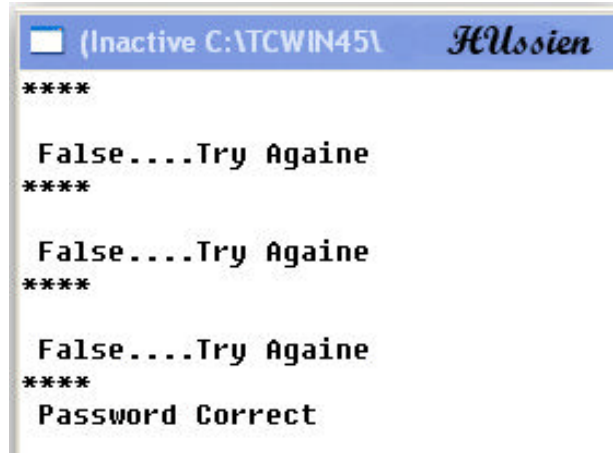 (Inactive C:\TCWIN45\ HUssien
****
False....Try Againe
****
False....Try Againe
****
False....Try Againe
****
Password Correct